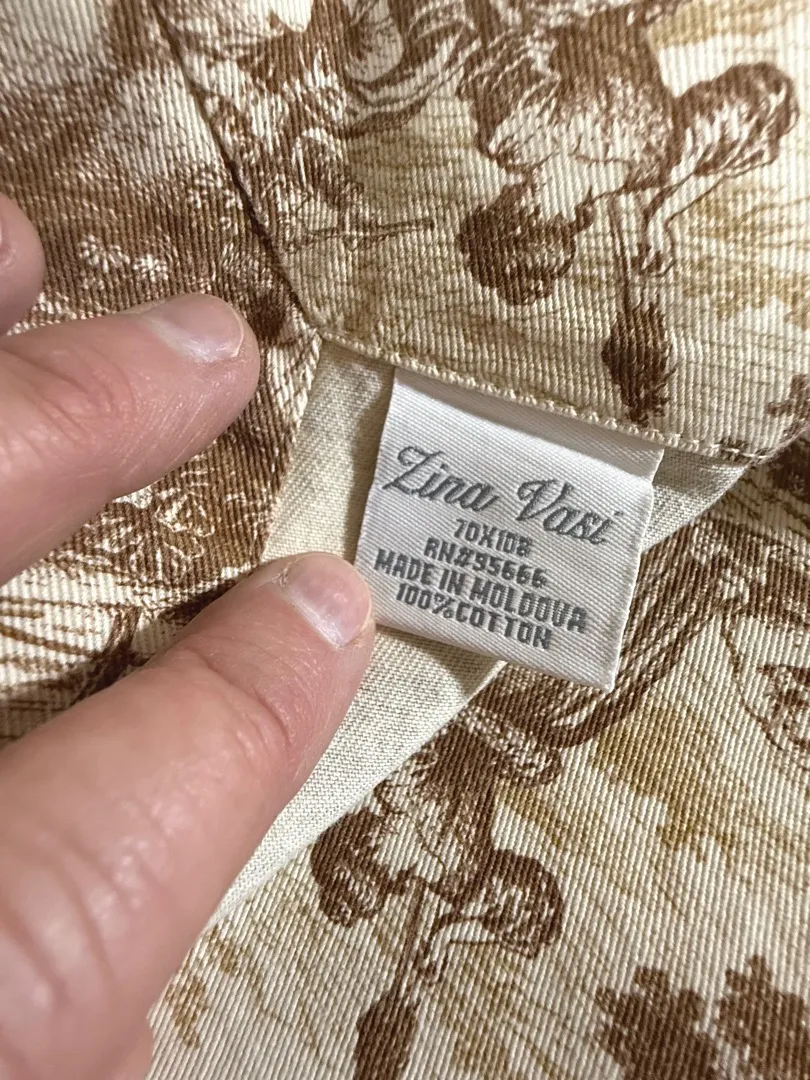 Zina Vasi
70X108
RN#95666
MADE IN MOLDOVA
100%COTTON